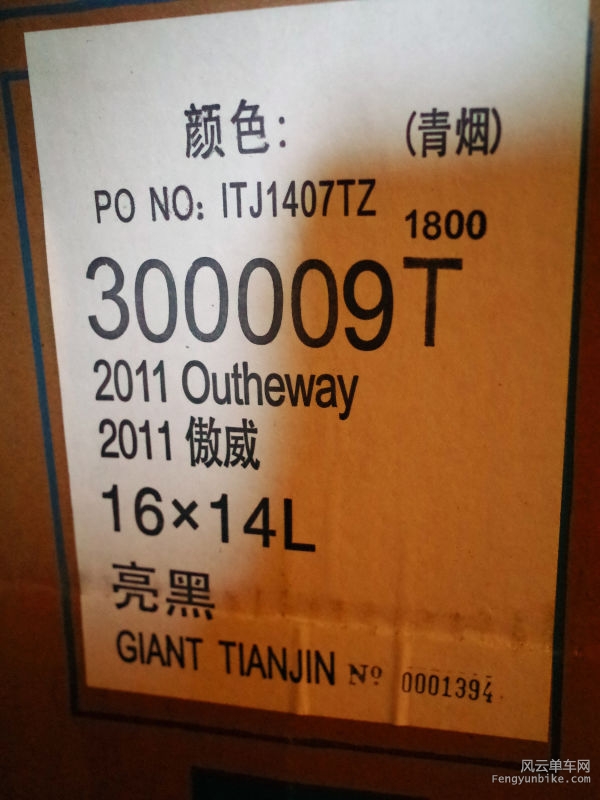 颜色： (青烟)
PO NO: ITJ1407TZ 1800
300009T
2011 Outheway
2011 傲威
16×14L
亮黑
GIANT TIANJIN Nº 0001394
风云单车网
Fengyunbike.com